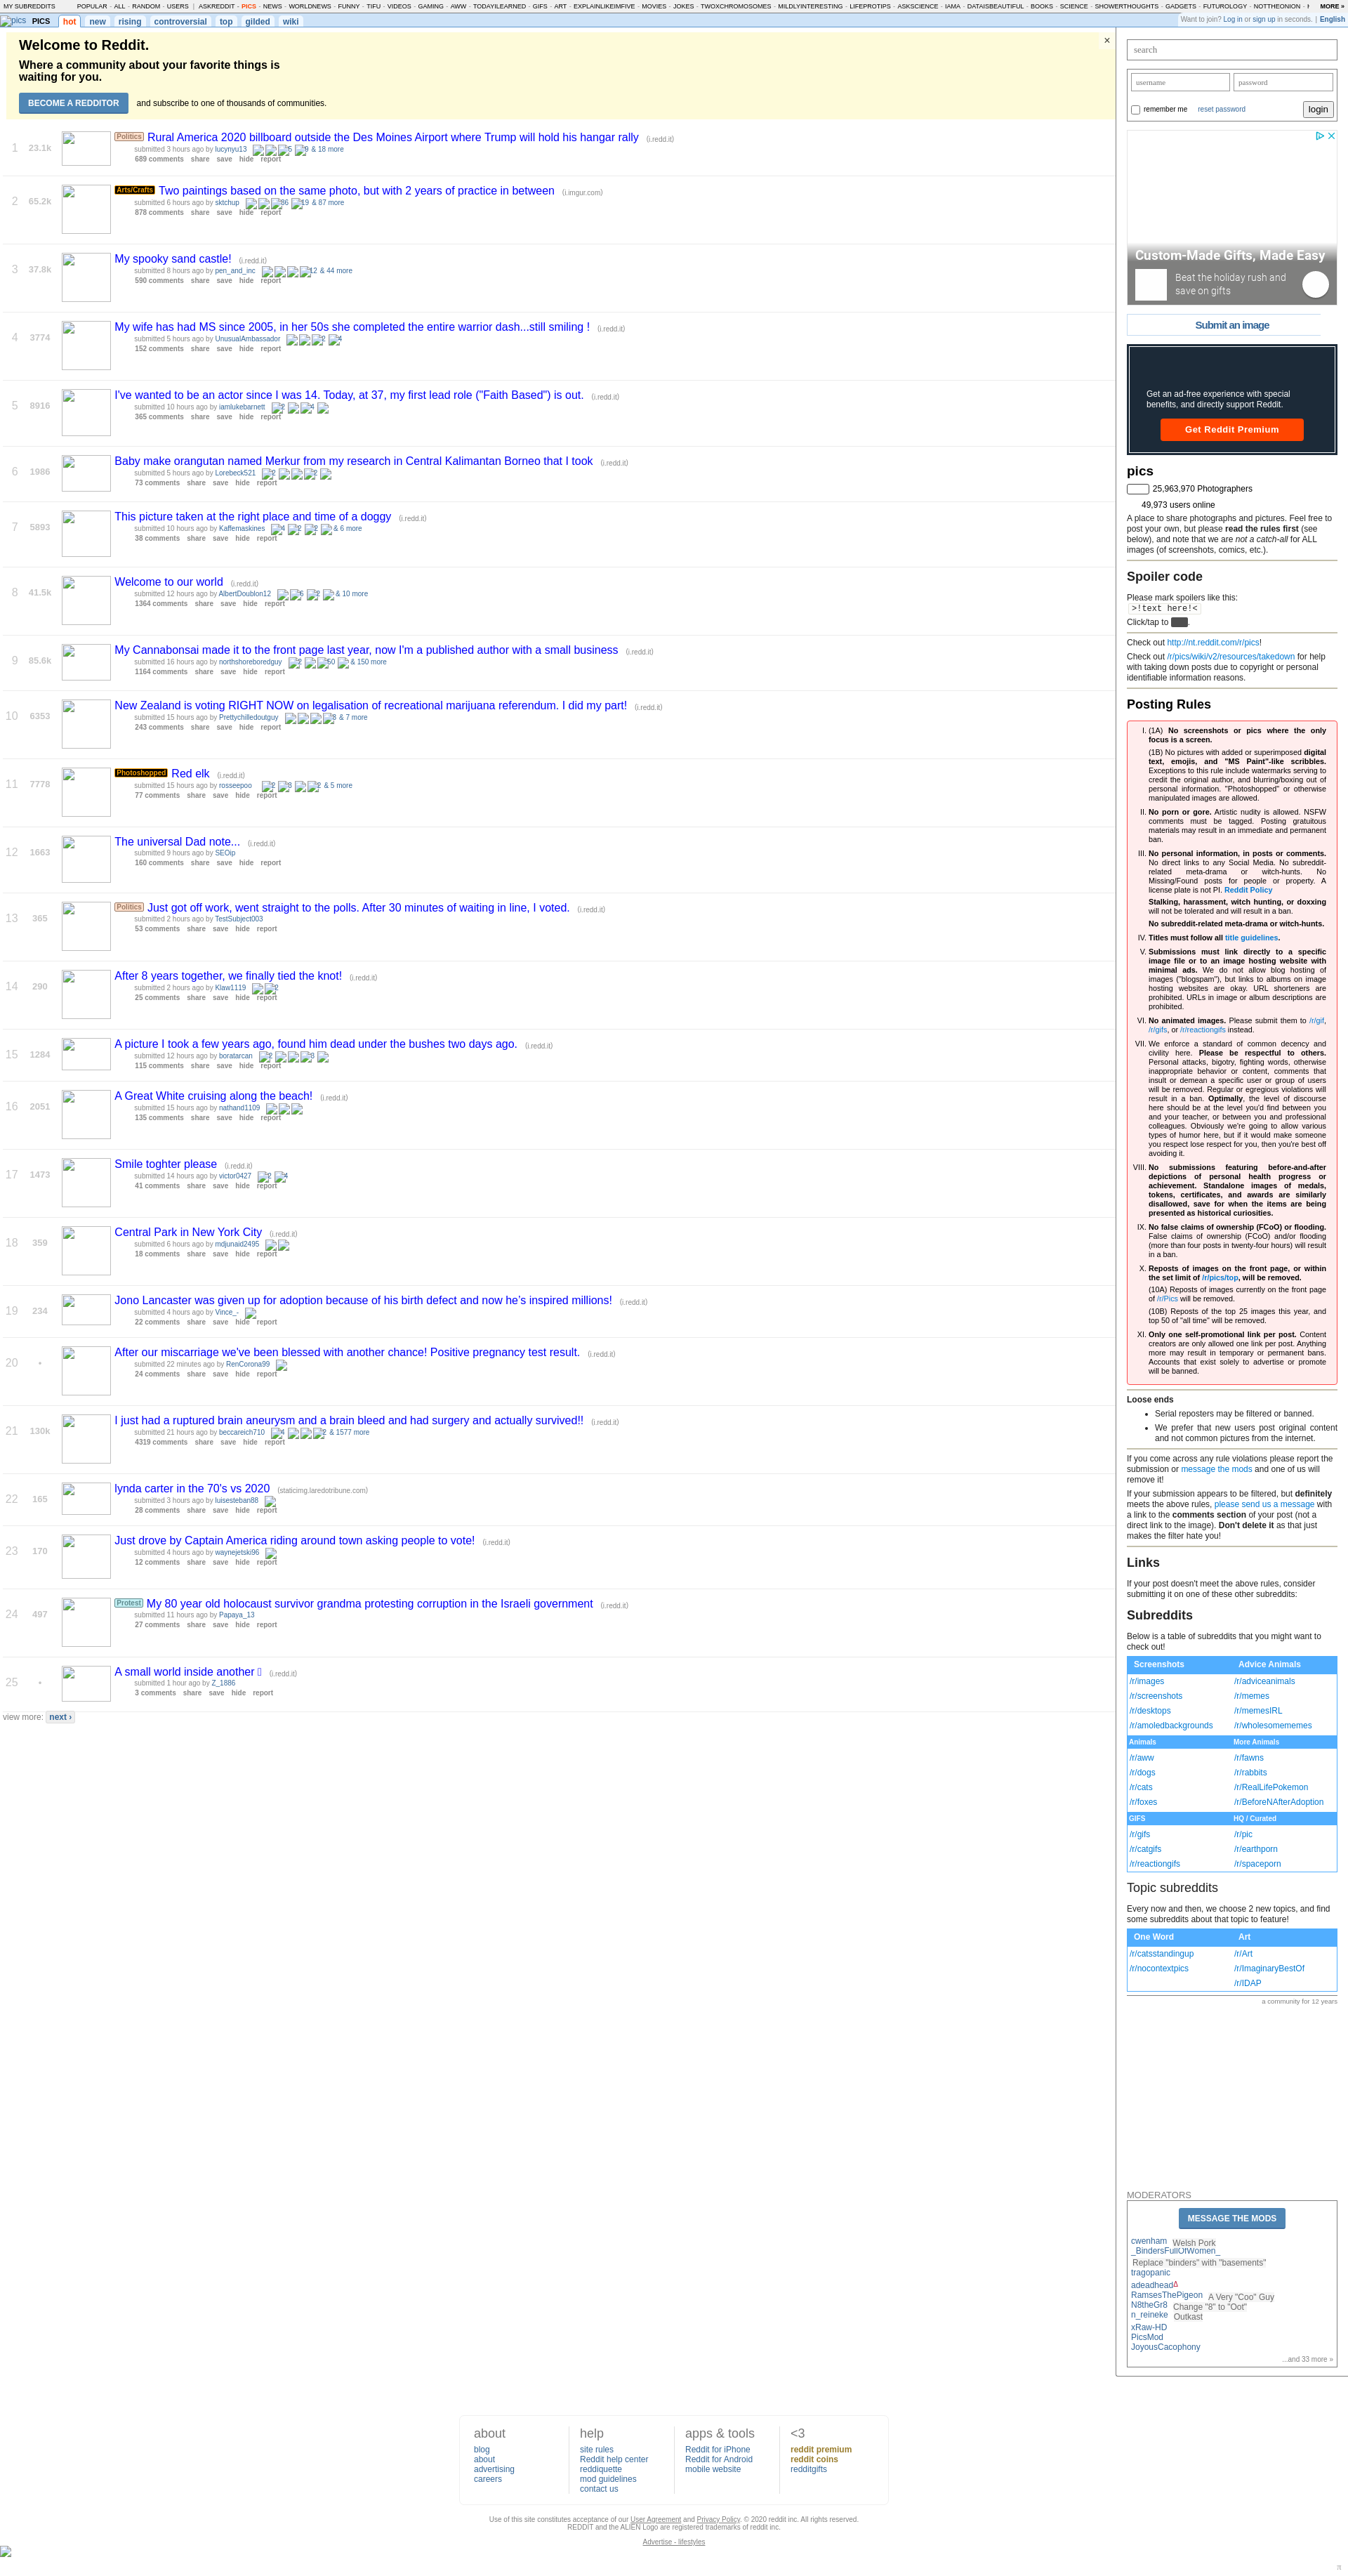 MY SUBREDDITS POPULAR - ALL - RANDOM - USERS | ASKREDDIT - PICS - NEWS - WORLDNEWS - FUNNY - TIFU - VIDEOS - GAMING - AWW - TODAYILEARNED - GIFS - ART - EXPLAINLIKEIMFIVE - MOVIES - JOKES - TWOXCHROMOSOMES - MILDLYINTERESTING - LIFEPROTIPS - ASKSCIENCE - IAMA - DATAISBEAUTIFUL - BOOKS - SCIENCE - SHOWERTHOUGHTS - GADGETS - FUTUROLOGY - NOTTHEONION - MORE »
pics PICS hot new rising controversial top gilded wiki
Want to join? Log in or sign up in seconds. | English
Welcome to Reddit.
Where a community about your favorite things is
waiting for you.
BECOME A REDDITOR and subscribe to one of thousands of communities.
×
1 23.1k Politics Rural America 2020 billboard outside the Des Moines Airport where Trump will hold his hangar rally (i.redd.it)
submitted 3 hours ago by lucynyu13 5 9 & 18 more
689 comments share save hide report
2 65.2k Arts/Crafts Two paintings based on the same photo, but with 2 years of practice in between (i.imgur.com)
submitted 6 hours ago by sktchup 86 19 & 87 more
878 comments share save hide report
3 37.8k My spooky sand castle! (i.redd.it)
submitted 8 hours ago by pen_and_inc 12 & 44 more
590 comments share save hide report
4 3774 My wife has had MS since 2005, in her 50s she completed the entire warrior dash...still smiling ! (i.redd.it)
submitted 5 hours ago by UnusualAmbassador 2 4
152 comments share save hide report
5 8916 I've wanted to be an actor since I was 14. Today, at 37, my first lead role ("Faith Based") is out. (i.redd.it)
submitted 10 hours ago by iamlukebarnett 2 4
365 comments share save hide report
6 1986 Baby make orangutan named Merkur from my research in Central Kalimantan Borneo that I took (i.redd.it)
submitted 5 hours ago by Lorebeck521 2 2
73 comments share save hide report
7 5893 This picture taken at the right place and time of a doggy (i.redd.it)
submitted 10 hours ago by Kaffemaskines 4 2 2 & 6 more
38 comments share save hide report
8 41.5k Welcome to our world (i.redd.it)
submitted 12 hours ago by AlbertDoublon12 6 2 & 10 more
1364 comments share save hide report
9 85.6k My Cannabonsai made it to the front page last year, now I'm a published author with a small business (i.redd.it)
submitted 16 hours ago by northshoreboredguy 2 50 & 150 more
1164 comments share save hide report
10 6353 New Zealand is voting RIGHT NOW on legalisation of recreational marijuana referendum. I did my part! (i.redd.it)
submitted 15 hours ago by Prettychilledoutguy 8 & 7 more
243 comments share save hide report
11 7778 Photoshopped Red elk (i.redd.it)
submitted 15 hours ago by rosseepoo 2 3 2 & 5 more
77 comments share save hide report
12 1663 The universal Dad note... (i.redd.it)
submitted 9 hours ago by SEOip
160 comments share save hide report
13 365 Politics Just got off work, went straight to the polls. After 30 minutes of waiting in line, I voted. (i.redd.it)
submitted 2 hours ago by TestSubject003
53 comments share save hide report
14 290 After 8 years together, we finally tied the knot! (i.redd.it)
submitted 2 hours ago by Klaw1119 2
25 comments share save hide report
15 1284 A picture I took a few years ago, found him dead under the bushes two days ago. (i.redd.it)
submitted 12 hours ago by boratarcan 2 3
115 comments share save hide report
16 2051 A Great White cruising along the beach! (i.redd.it)
submitted 15 hours ago by nathand1109
135 comments share save hide report
17 1473 Smile toghter please (i.redd.it)
submitted 14 hours ago by victor0427 2 4
41 comments share save hide report
18 359 Central Park in New York City (i.redd.it)
submitted 6 hours ago by mdjunaid2495
18 comments share save hide report
19 234 Jono Lancaster was given up for adoption because of his birth defect and now he's inspired millions! (i.redd.it)
submitted 4 hours ago by Vince_-
22 comments share save hide report
20 • After our miscarriage we've been blessed with another chance! Positive pregnancy test result. (i.redd.it)
submitted 22 minutes ago by RenCorona99
24 comments share save hide report
21 130k I just had a ruptured brain aneurysm and a brain bleed and had surgery and actually survived!! (i.redd.it)
submitted 21 hours ago by beccareich710 4 2 & 1577 more
4319 comments share save hide report
22 165 lynda carter in the 70's vs 2020 (staticimg.laredotribune.com)
submitted 3 hours ago by luisesteban88
28 comments share save hide report
23 170 Just drove by Captain America riding around town asking people to vote! (i.redd.it)
submitted 4 hours ago by waynejetski96
12 comments share save hide report
24 497 Protest My 80 year old holocaust survivor grandma protesting corruption in the Israeli government (i.redd.it)
submitted 11 hours ago by Papaya_13
27 comments share save hide report
25 • A small world inside another (i.redd.it)
submitted 1 hour ago by Z_1886
3 comments share save hide report
view more: next ›
search
username password
remember me reset password login
Custom-Made Gifts, Made Easy
Beat the holiday rush and
save on gifts
Submit an image
Get an ad-free experience with special
benefits, and directly support Reddit.
Get Reddit Premium
pics
25,963,970 Photographers
49,973 users online
A place to share photographs and pictures. Feel free to
post your own, but please read the rules first (see
below), and note that we are not a catch-all for ALL
images (of screenshots, comics, etc.).
Spoiler code
Please mark spoilers like this:
>!text here!<
Click/tap to .
Check out http://nt.reddit.com/r/pics!
Check out /r/pics/wiki/v2/resources/takedown for help
with taking down posts due to copyright or personal
identifiable information reasons.
Posting Rules
I. (1A) No screenshots or pics where the only
focus is a screen.
(1B) No pictures with added or superimposed digital
text, emojis, and "MS Paint"-like scribbles.
Exceptions to this rule include watermarks serving to
credit the original author, and blurring/boxing out of
personal information. "Photoshopped" or otherwise
manipulated images are allowed.
II. No porn or gore. Artistic nudity is allowed. NSFW
comments must be tagged. Posting gratuitous
materials may result in an immediate and permanent
ban.
III. No personal information, in posts or comments.
No direct links to any Social Media. No subreddit-
related meta-drama or witch-hunts. No
Missing/Found posts for people or property. A
license plate is not PI. Reddit Policy
Stalking, harassment, witch hunting, or doxxing
will not be tolerated and will result in a ban.
No subreddit-related meta-drama or witch-hunts.
IV. Titles must follow all title guidelines.
V. Submissions must link directly to a specific
image file or to an image hosting website with
minimal ads. We do not allow blog hosting of
images ("blogspam"), but links to albums on image
hosting websites are okay. URL shorteners are
prohibited. URLs in image or album descriptions are
prohibited.
VI. No animated images. Please submit them to /r/gif,
/r/gifs, or /r/reactiongifs instead.
VII. We enforce a standard of common decency and
civility here. Please be respectful to others.
Personal attacks, bigotry, fighting words, otherwise
inappropriate behavior or content, comments that
insult or demean a specific user or group of users
will be removed. Regular or egregious violations will
result in a ban. Optimally, the level of discourse
here should be at the level you'd find between you
and your teacher, or between you and professional
colleagues. Obviously we're going to allow various
types of humor here, but if it would make someone
you respect lose respect for you, then you're best off
avoiding it.
VIII. No submissions featuring before-and-after
depictions of personal health progress or
achievement. Standalone images of medals,
tokens, certificates, and awards are similarly
disallowed, save for when the items are being
presented as historical curiosities.
IX. No false claims of ownership (FCoO) or flooding.
False claims of ownership (FCoO) and/or flooding
(more than four posts in twenty-four hours) will result
in a ban.
X. Reposts of images on the front page, or within
the set limit of /r/pics/top, will be removed.
(10A) Reposts of images currently on the front page
of /r/Pics will be removed.
(10B) Reposts of the top 25 images this year, and
top 50 of "all time" will be removed.
XI. Only one self-promotional link per post. Content
creators are only allowed one link per post. Anything
more may result in temporary or permanent bans.
Accounts that exist solely to advertise or promote
will be banned.
Loose ends
• Serial reposters may be filtered or banned.
• We prefer that new users post original content
and not common pictures from the internet.
If you come across any rule violations please report the
submission or message the mods and one of us will
remove it!
If your submission appears to be filtered, but definitely
meets the above rules, please send us a message with
a link to the comments section of your post (not a
direct link to the image). Don't delete it as that just
makes the filter hate you!
Links
If your post doesn't meet the above rules, consider
submitting it on one of these other subreddits:
Subreddits
Below is a table of subreddits that you might want to
check out!
Screenshots Advice Animals
/r/images /r/adviceanimals
/r/screenshots /r/memes
/r/desktops /r/memesIRL
/r/amoledbackgrounds /r/wholesomememes
Animals More Animals
/r/aww /r/fawns
/r/dogs /r/rabbits
/r/cats /r/RealLifePokemon
/r/foxes /r/BeforeNAfterAdoption
GIFS HQ / Curated
/r/gifs /r/pic
/r/catgifs /r/earthporn
/r/reactiongifs /r/spaceporn
Topic subreddits
Every now and then, we choose 2 new topics, and find
some subreddits about that topic to feature!
One Word Art
/r/catsstandingup /r/Art
/r/nocontextpics /r/ImaginaryBestOf
/r/IDAP
a community for 12 years
MODERATORS
MESSAGE THE MODS
cwenham Welsh Pork
_BindersFullOfWomen_
Replace "binders" with "basements"
tragopanic
adeadhead Δ
RamsesThePigeon A Very "Coo" Guy
N8theGr8 Change "8" to "Oot"
n_reineke Outkast
xRaw-HD
PicsMod
JoyousCacophony
...and 33 more »
about help apps & tools <3
blog site rules Reddit for iPhone reddit premium
about Reddit help center Reddit for Android reddit coins
advertising reddiquette mobile website redditgifts
careers mod guidelines
contact us
Use of this site constitutes acceptance of our User Agreement and Privacy Policy. © 2020 reddit inc. All rights reserved.
REDDIT and the ALIEN Logo are registered trademarks of reddit inc.
Advertise - lifestyles
π